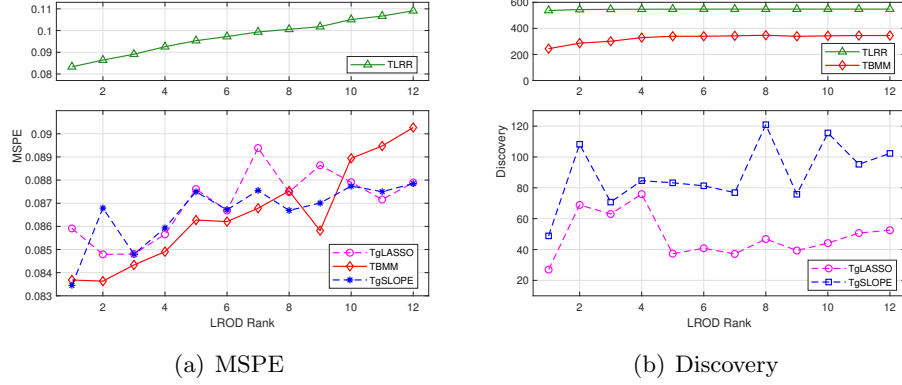 0.11
0.1
0.09
0.08
TLRR
2 4 6 8 10 12
MSPE
0.09
0.089
0.088
0.087
0.086
0.085
0.084
0.083
TgLASSO
TBMM
TgSLOPE
2 4 6 8 10 12
LROD Rank
(a) MSPE
600
400
200
0
TLRR
TBMM
2 4 6 8 10 12
Discovery
120
100
80
60
40
20
TgLASSO
TgSLOPE
2 4 6 8 10 12
LROD Rank
(b) Discovery